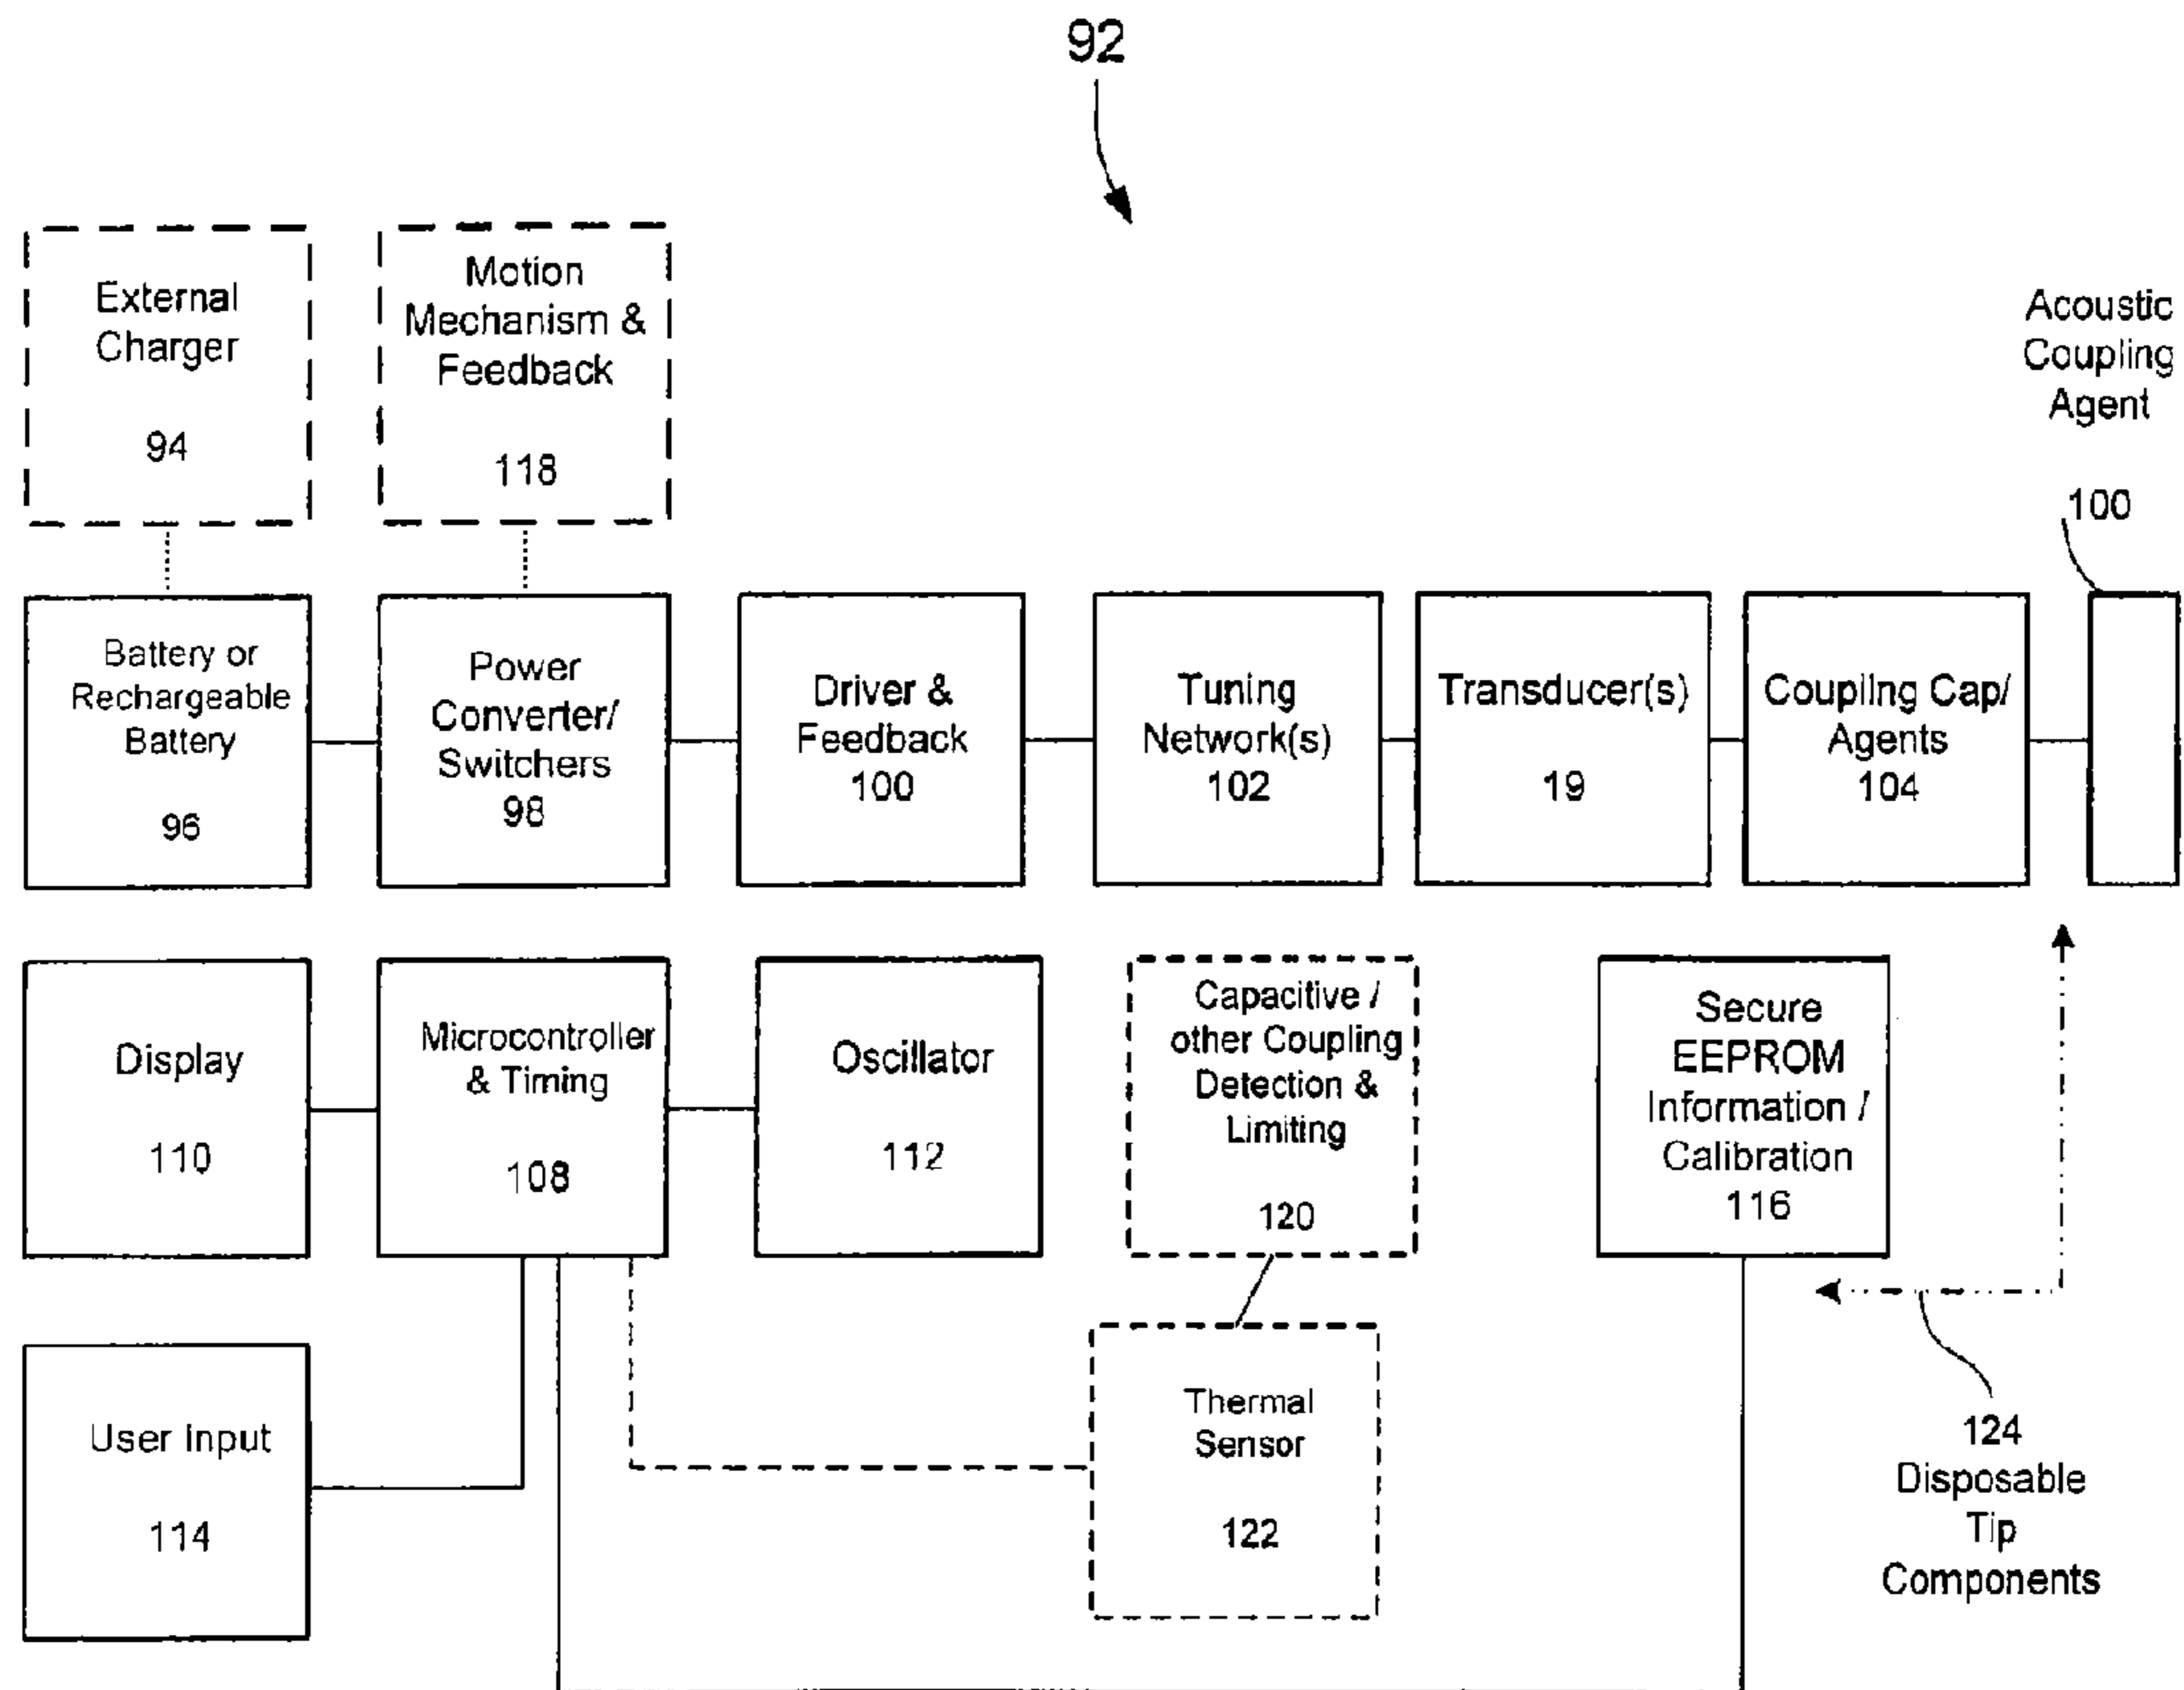 92
External
Charger
94
Motion
Mechanism &
Feedback
118
Acoustic
Coupling
Agent
100
Battery or
Rechargeable
Battery
96
Power
Converter/
Switchers
98
Driver &
Feedback
100
Tuning
Network(s)
102
Transducer(s)
19
Coupling Cap/
Agents
104
Display
110
Microcontroller
& Timing
108
Oscillator
112
Capacitive /
other Coupling
Detection &
Limiting
120
Secure
EEPROM
Information /
Calibration
116
User Input
114
Thermal
Sensor
122
124
Disposable
Tip
Components